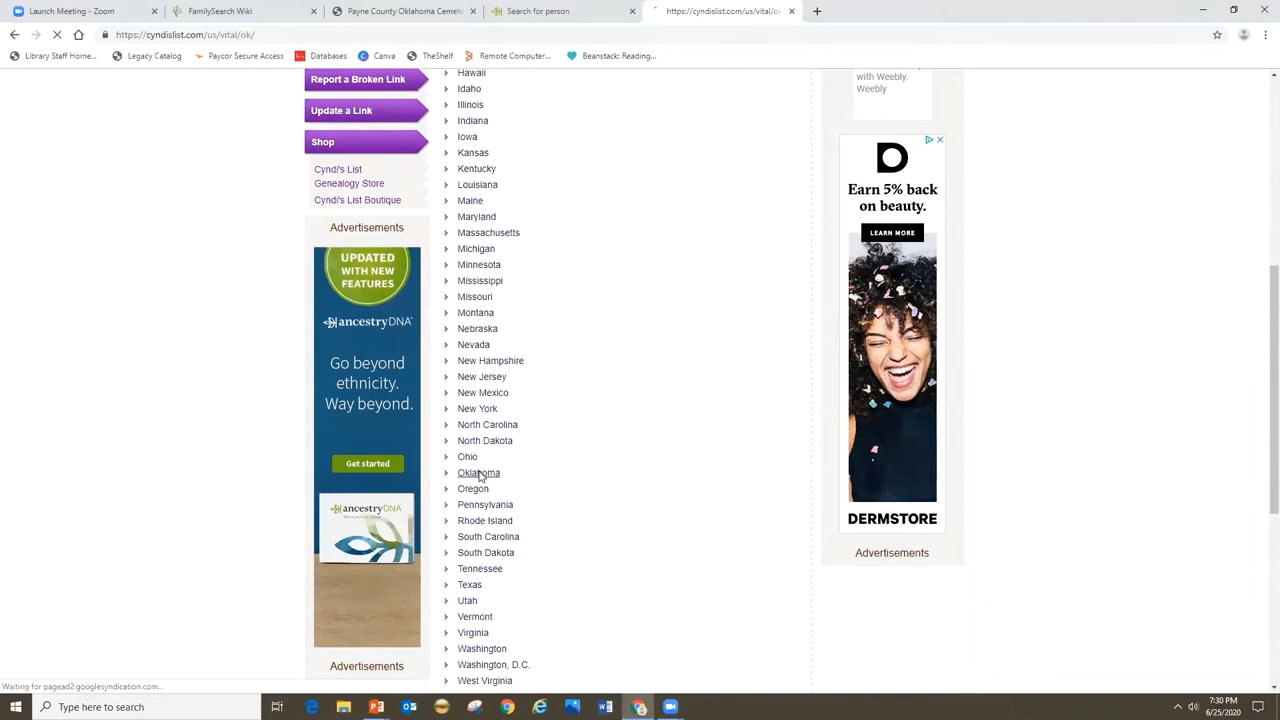 Launch Meeting - Zoom
FamilySearch Wiki
Payne County Oklahoma Cemete
Search for person
https://cyndislist.com/us/vital/ok
https://cyndislist.com/us/vital/ok/
Library Staff Home P...
Legacy Catalog
Paycor Secure Access
Databases
Canva
TheShelf
Remote Computer...
Beanstack: Reading...
Report a Broken Link
Update a Link
Shop
Cyndi's List
Genealogy Store
Cyndi's List Boutique
Advertisements
UPDATED
WITH NEW
FEATURES
ancestryDNA
Go beyond
ethnicity.
Way beyond.
Get started
ancestryDNA
Advertisements
Hawaii
Idaho
Illinois
Indiana
Iowa
Kansas
Kentucky
Louisiana
Maine
Maryland
Massachusetts
Michigan
Minnesota
Mississippi
Missouri
Montana
Nebraska
Nevada
New Hampshire
New Jersey
New Mexico
New York
North Carolina
North Dakota
Ohio
Oklahoma
Oregon
Pennsylvania
Rhode Island
South Carolina
South Dakota
Tennessee
Texas
Utah
Vermont
Virginia
Washington
Washington, D.C.
West Virginia
with Weebly.
Weebly
D
Earn 5% back
on beauty.
LEARN MORE
DERMSTORE
Advertisements
Waiting for pagead2.googlesyndication.com...
Type here to search
7:30 PM
6/25/2020